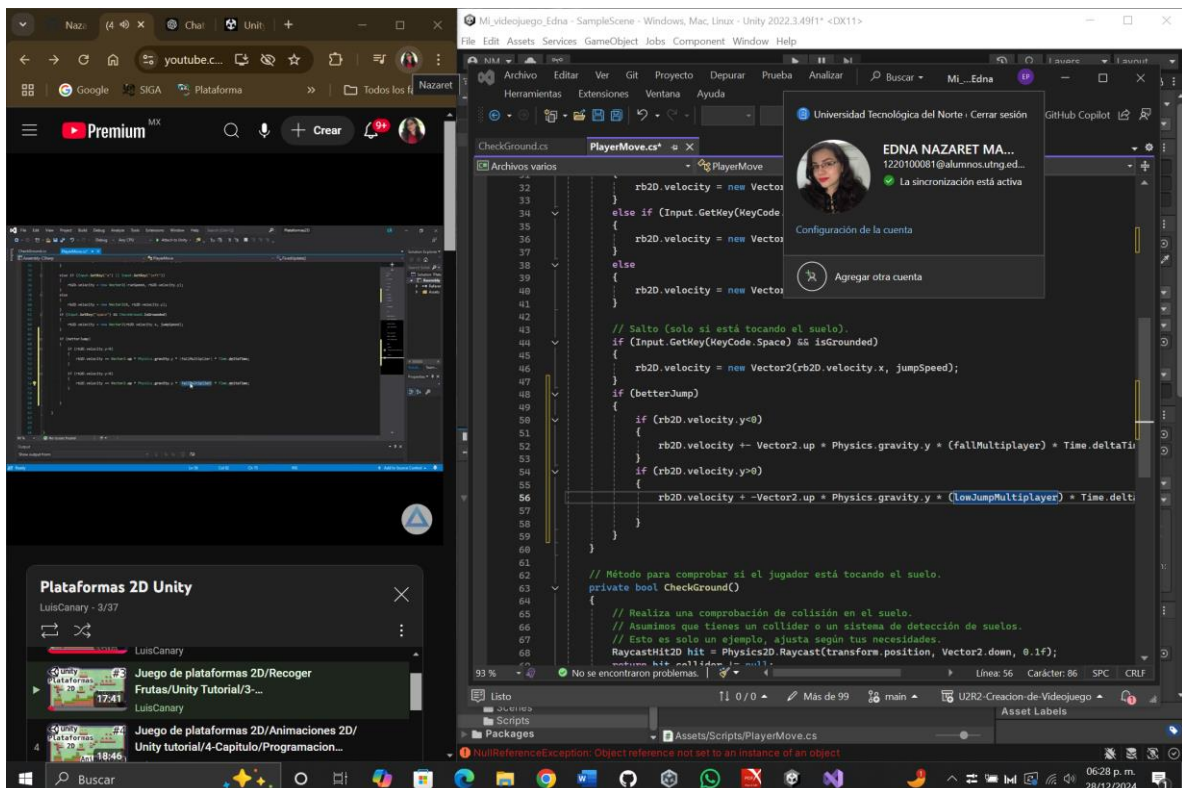 Naza
(4
Chat
Unit
youtube.c...
Google
SIGA
Plataforma
»
Todos los fa
Nazaret
Premium MX
Crear
9+
Plataformas 2D Unity
LuisCanary - 3/37
LuisCanary
Juego de plataformas 2D/Recoger
Frutas/Unity Tutorial/3-...
LuisCanary
17:41
4
Juego de plataformas 2D/Animaciones 2D/
Unity tutorial/4-Capitulo/Programacion...
18:46
Mi_videojuego_Edna - SampleScene - Windows, Mac, Linux - Unity 2022.3.49f1* <DX11>
File Edit Assets Services GameObject Jobs Component Window Help
NM
Layers
Layout
Archivo Editar Ver Git Proyecto Depurar Prueba Analizar Buscar Mi_...Edna EP
Herramientas Extensiones Ventana Ayuda
GitHub Copilot
Universidad Tecnológica del Norte Cerrar sesión
EDNA NAZARET MA...
1220100081@alumnos.utng.ed...
La sincronización está activa
Configuración de la cuenta
Agregar otra cuenta
CheckGround.cs PlayerMove.cs*
Archivos varios PlayerMove
32 rb2D.velocity = new Vector
33 }
34 else if (Input.GetKey(KeyCode.
35 {
36 rb2D.velocity = new Vector
37 }
38 else
39 {
40 rb2D.velocity = new Vector
41 }
42
43 // Salto (solo si está tocando el suelo).
44 if (Input.GetKey(KeyCode.Space) && isGrounded)
45 {
46 rb2D.velocity = new Vector2(rb2D.velocity.x, jumpSpeed);
47 }
48 if (betterJump)
49 {
50 if (rb2D.velocity.y<0)
51 {
52 rb2D.velocity +- Vector2.up * Physics.gravity.y * (fallMultiplayer) * Time.deltaTi
53 }
54 if (rb2D.velocity.y>0)
55 {
56 rb2D.velocity + -Vector2.up * Physics.gravity.y * (lowJumpMultiplayer) * Time.delt
57
58 }
59 }
60 }
61
62 // Método para comprobar si el jugador está tocando el suelo.
63 private bool CheckGround()
64 {
65 // Realiza una comprobación de colisión en el suelo.
66 // Asumimos que tienes un collider o un sistema de detección de suelos.
67 // Esto es solo un ejemplo, ajusta según tus necesidades.
68 RaycastHit2D hit = Physics2D.Raycast(transform.position, Vector2.down, 0.1f);
return hit.collider != null;
93 % No se encontraron problemas. Línea: 56 Carácter: 86 SPC CRLF
Listo 0 / 0 Más de 99 main U2R2-Creacion-de-Videojuego
Scenes
Scripts
Packages
Assets/Scripts/PlayerMove.cs
Asset Labels
NullReferenceException: Object reference not set to an instance of an object
Buscar
06:28 p. m.
28/12/2024